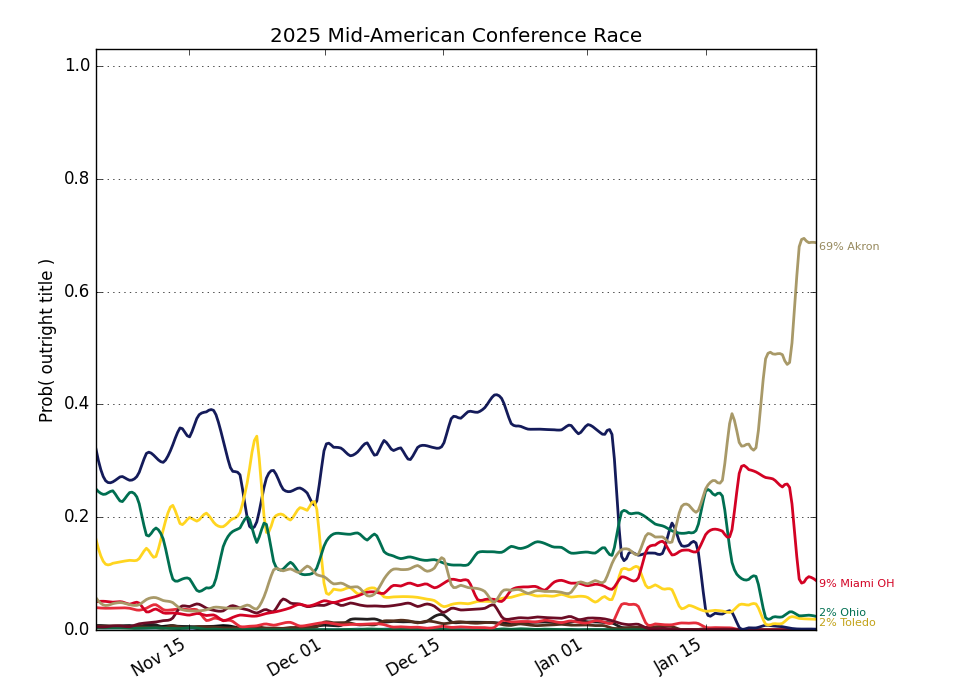 2025 Mid-American Conference Race
Prob( outright title )
1.0
0.8
0.6
0.4
0.2
0.0
69% Akron
9% Miami OH
2% Ohio
2% Toledo
Nov 15
Dec 01
Dec 15
Jan 01
Jan 15